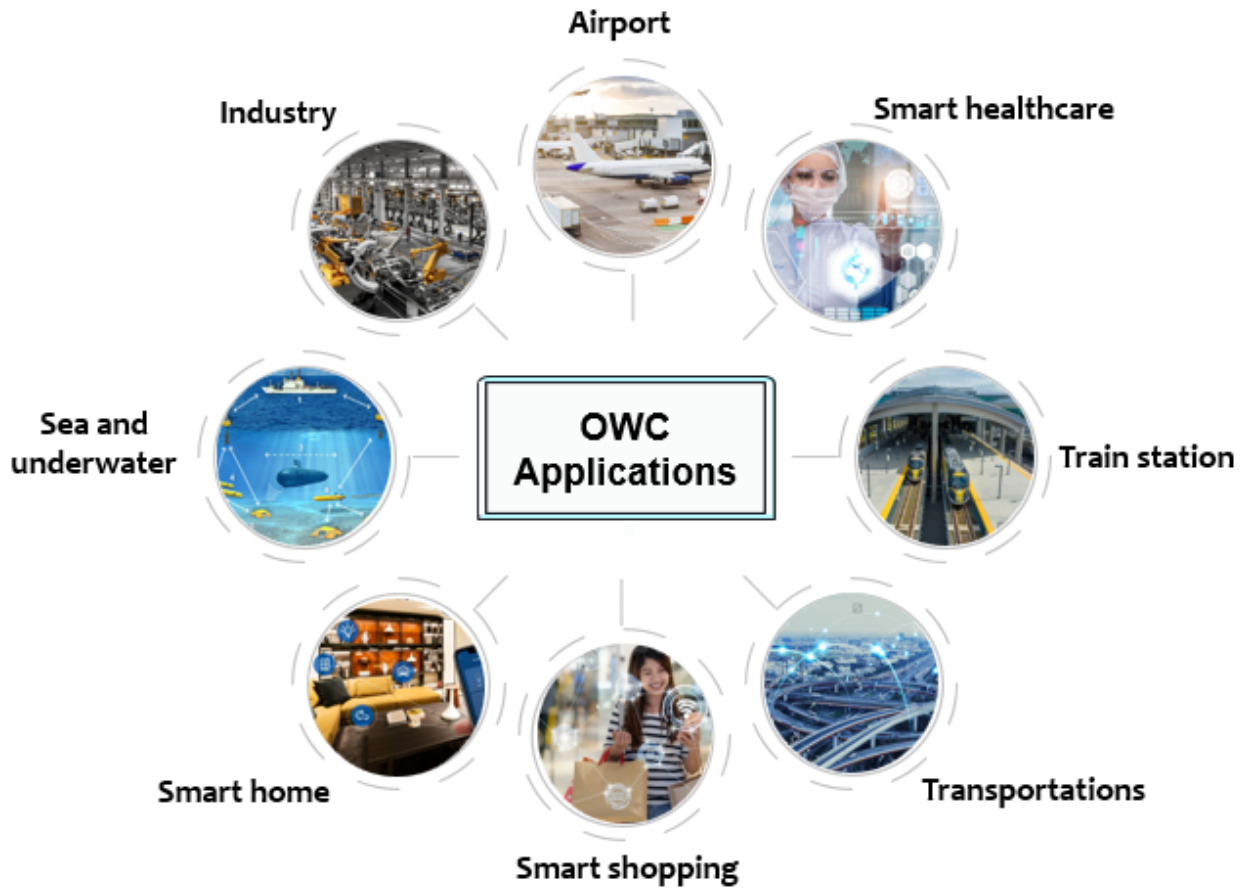 Airport
Industry
Smart healthcare
OWC
Applications
Sea and
underwater
Train station
Smart home
Transportations
Smart shopping